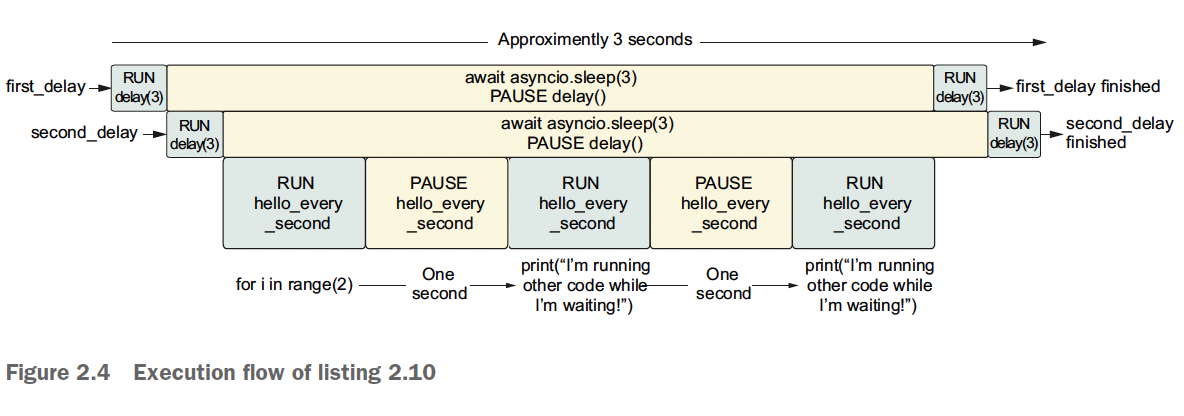 Approximently 3 seconds
first_delay
RUN
delay(3)
await asyncio.sleep(3)
PAUSE delay()
RUN
delay(3)
first_delay finished
second_delay
RUN
delay(3)
await asyncio.sleep(3)
PAUSE delay()
RUN
delay(3)
second_delay
finished
RUN
hello_every
_second
PAUSE
hello_every
_second
RUN
hello_every
_second
PAUSE
hello_every
_second
RUN
hello_every
_second
for i in range(2)
One
second
print(“I’m running
other code while
I’m waiting!”)
One
second
print(“I’m running
other code while
I’m waiting!”)
Figure 2.4 Execution flow of listing 2.10